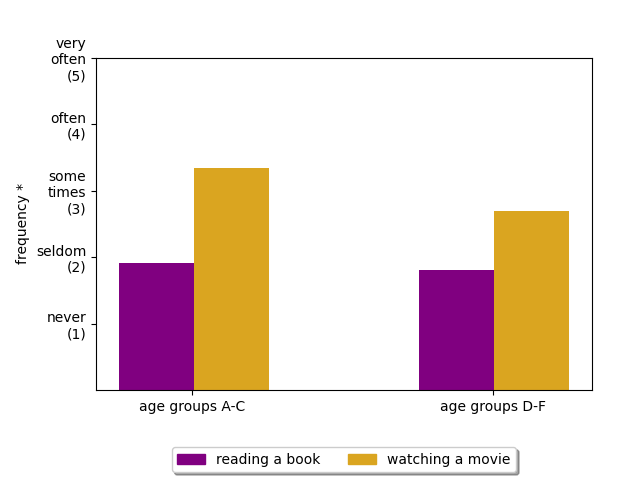 very
often
(5)
often
(4)
some
times
(3)
seldom
(2)
never
(1)
frequency *
age groups A-C
age groups D-F
reading a book
watching a movie